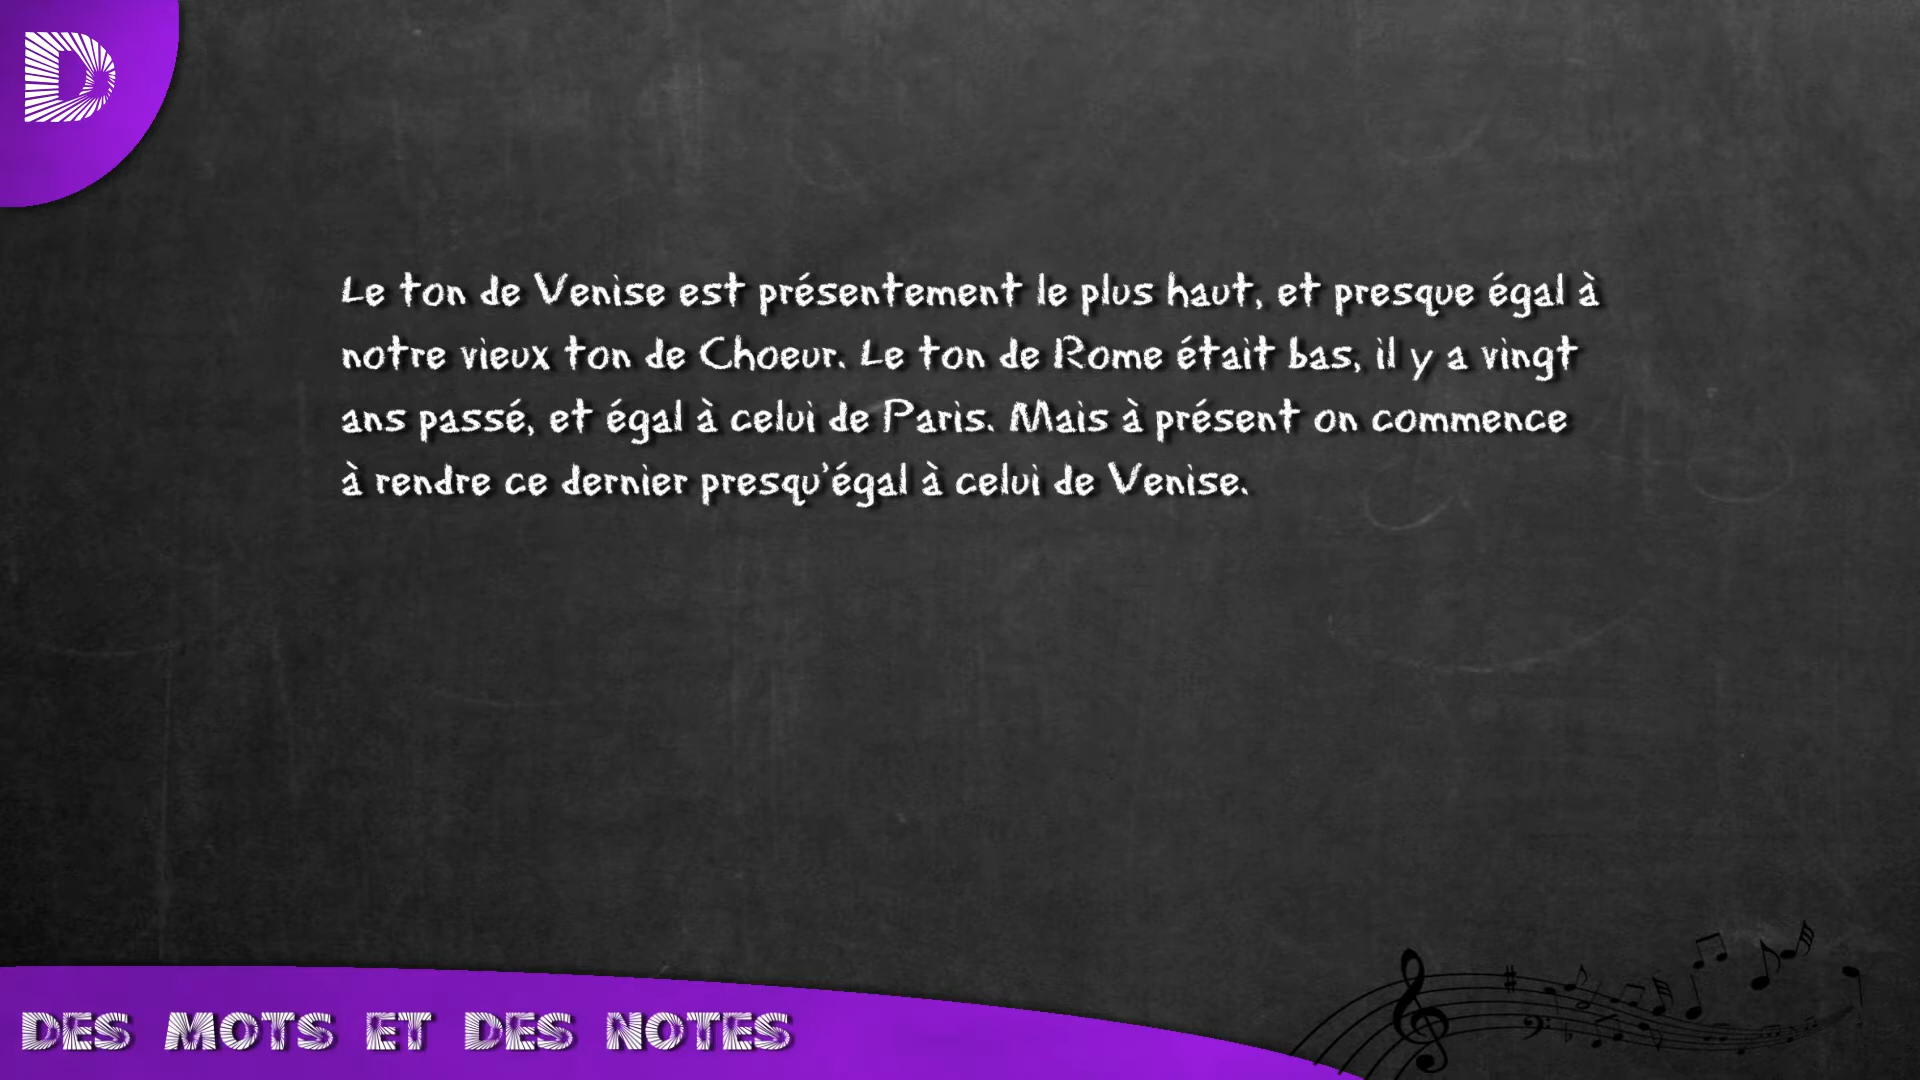 D
Le ton de Venise est présentement le plus haut, et presque égal à
notre vieux ton de Choeur. Le ton de Rome était bas, il y a vingt
ans passé, et égal à celui de Paris. Mais à présent on commence
à rendre ce dernier presqu'égal à celui de Venise.
DES MOTS ET DES NOTES